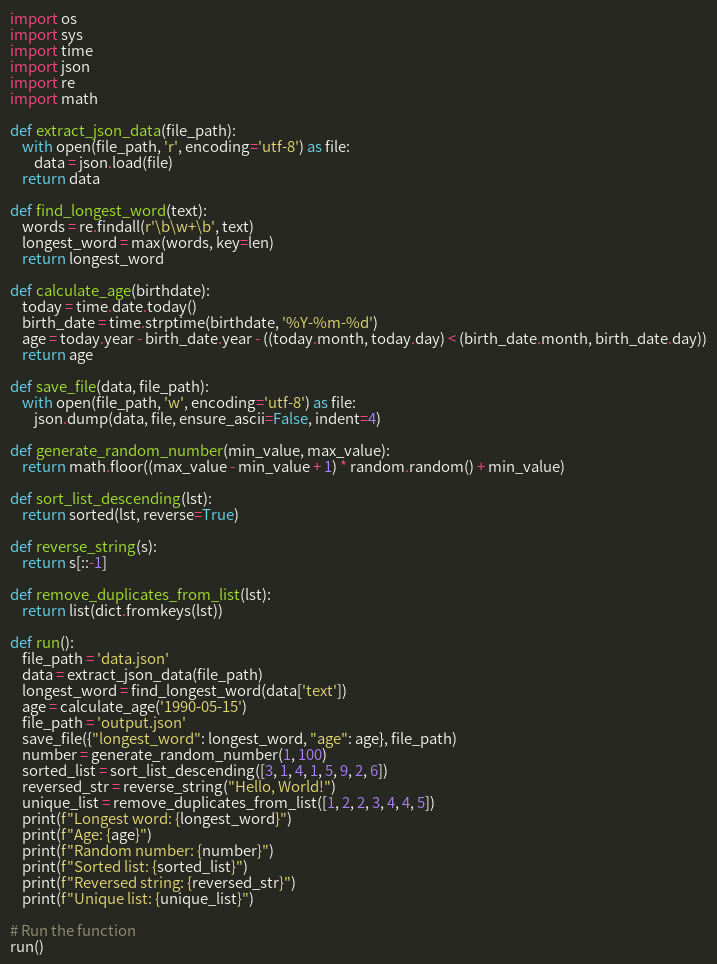 import os
import sys
import time
import json
import re
import math

def extract_json_data(file_path):
    with open(file_path, 'r', encoding='utf-8') as file:
        data = json.load(file)
    return data

def find_longest_word(text):
    words = re.findall(r'\b\w+\b', text)
    longest_word = max(words, key=len)
    return longest_word

def calculate_age(birthdate):
    today = time.date.today()
    birth_date = time.strptime(birthdate, '%Y-%m-%d')
    age = today.year - birth_date.year - ((today.month, today.day) < (birth_date.month, birth_date.day))
    return age

def save_file(data, file_path):
    with open(file_path, 'w', encoding='utf-8') as file:
        json.dump(data, file, ensure_ascii=False, indent=4)

def generate_random_number(min_value, max_value):
    return math.floor((max_value - min_value + 1) * random.random() + min_value)

def sort_list_descending(lst):
    return sorted(lst, reverse=True)

def reverse_string(s):
    return s[::-1]

def remove_duplicates_from_list(lst):
    return list(dict.fromkeys(lst))

def run():
    file_path = 'data.json'
    data = extract_json_data(file_path)
    longest_word = find_longest_word(data['text'])
    age = calculate_age('1990-05-15')
    file_path = 'output.json'
    save_file({"longest_word": longest_word, "age": age}, file_path)
    number = generate_random_number(1, 100)
    sorted_list = sort_list_descending([3, 1, 4, 1, 5, 9, 2, 6])
    reversed_str = reverse_string("Hello, World!")
    unique_list = remove_duplicates_from_list([1, 2, 2, 3, 4, 4, 5])
    print(f"Longest word: {longest_word}")
    print(f"Age: {age}")
    print(f"Random number: {number}")
    print(f"Sorted list: {sorted_list}")
    print(f"Reversed string: {reversed_str}")
    print(f"Unique list: {unique_list}")

# Run the function
run()